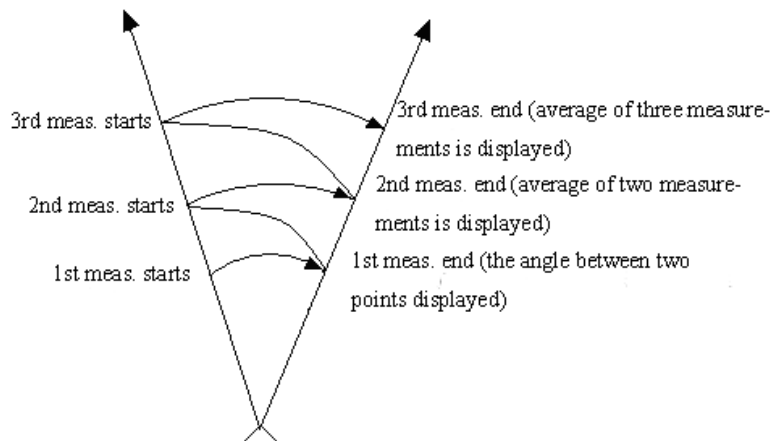 3rd meas. starts
3rd meas. end (average of three measure-
ments is displayed)
2nd meas. starts
2nd meas. end (average of two measure-
ments is displayed)
1st meas. starts
1st meas. end (the angle between two
points displayed)